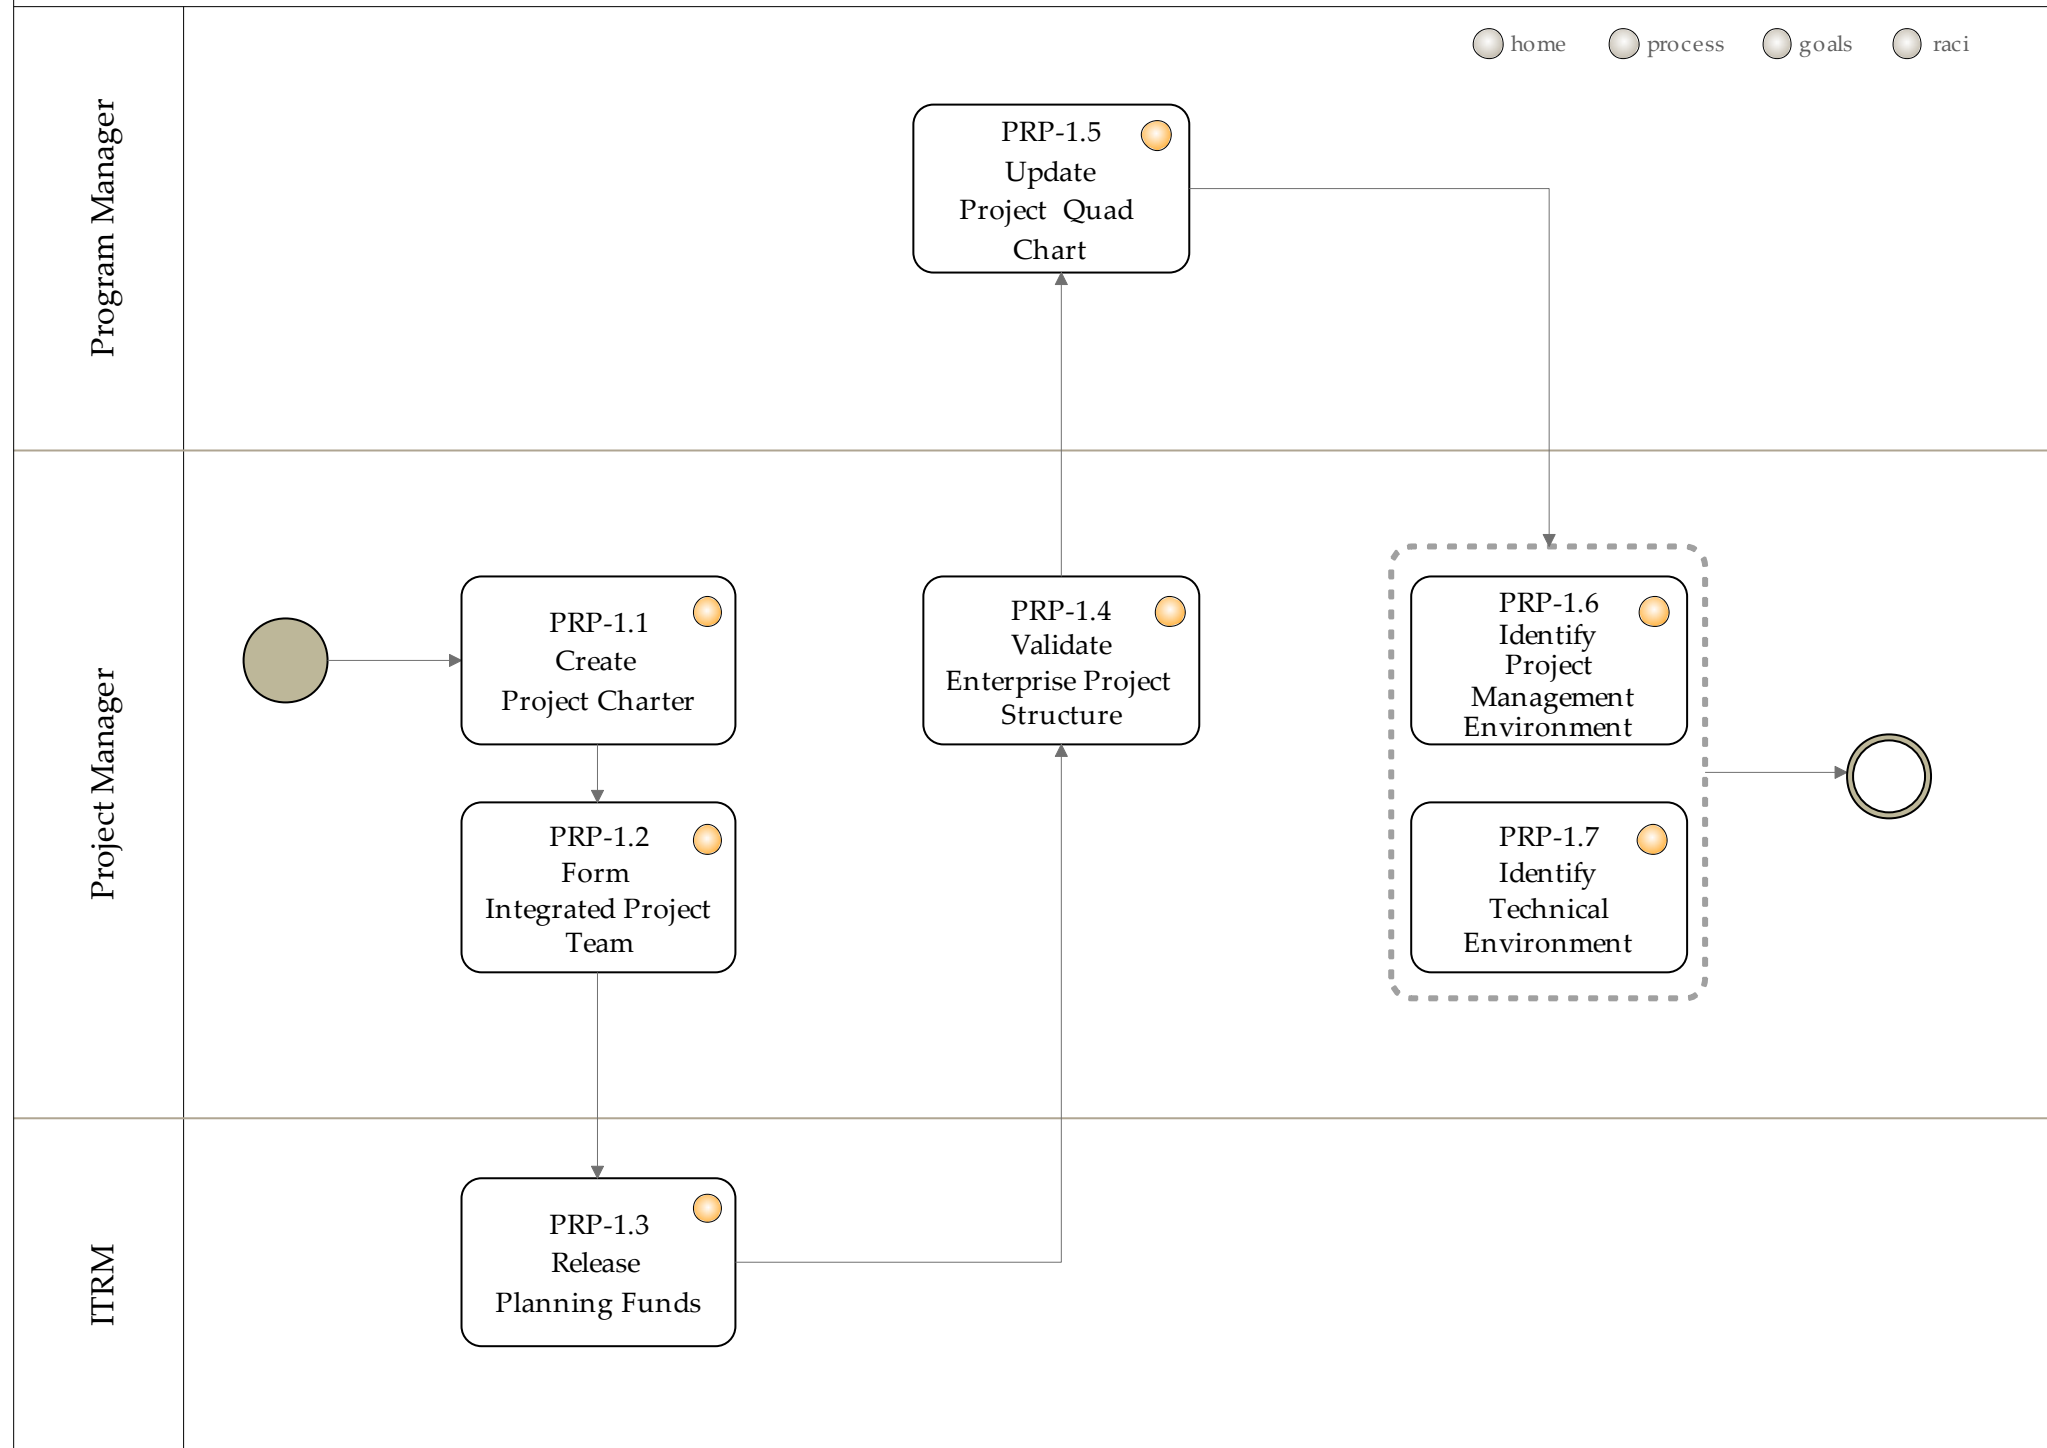 home
process
goals
raci
Program Manager
PRP-1.5
Update
Project Quad
Chart
Project Manager
PRP-1.1
Create
Project Charter
PRP-1.2
Form
Integrated Project
Team
PRP-1.4
Validate
Enterprise Project
Structure
PRP-1.6
Identify
Project
Management
Environment
PRP-1.7
Identify
Technical
Environment
ITRM
PRP-1.3
Release
Planning Funds